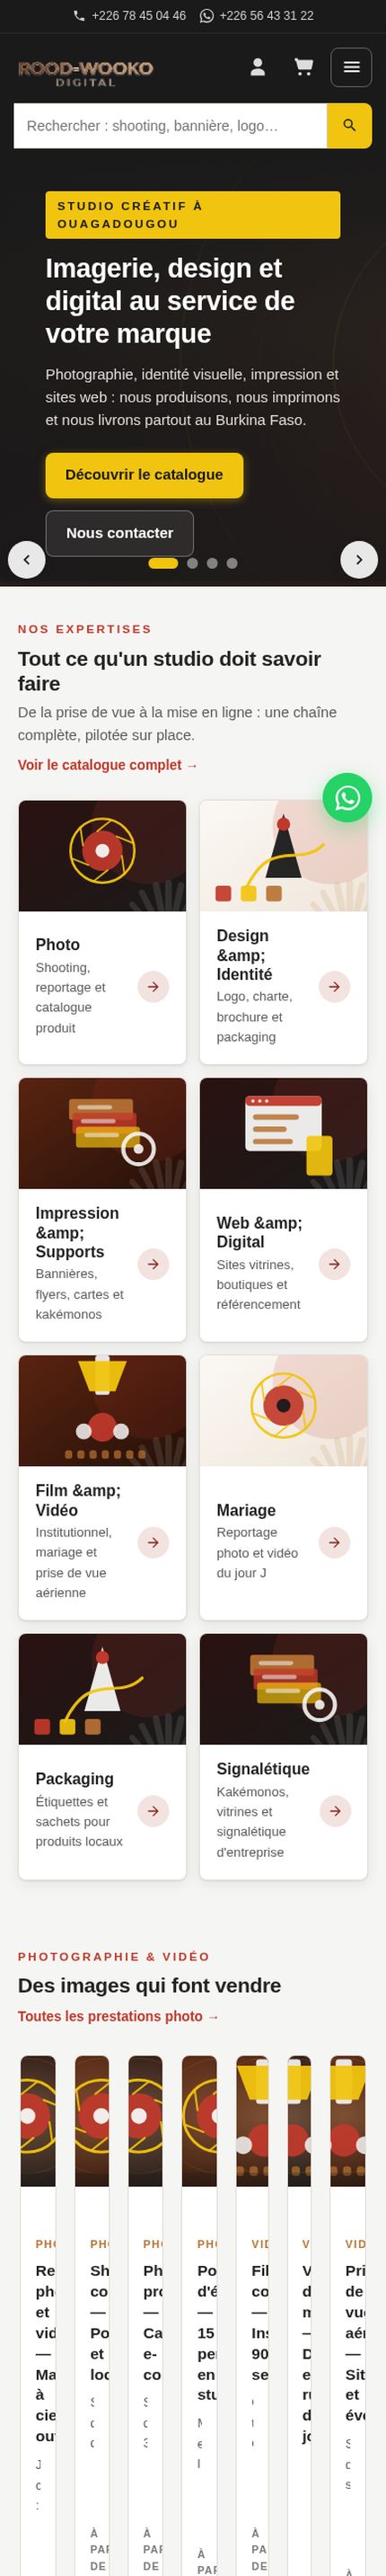 +226 78 45 04 46 +226 56 43 31 22
ROOD-WOOKO
DIGITAL
Rechercher : shooting, bannière, logo…
STUDIO CRÉATIF À
OUAGADOUGOU
Imagerie, design et
digital au service de
votre marque
Photographie, identité visuelle, impression et
sites web : nous produisons, nous imprimons
et nous livrons partout au Burkina Faso.
Découvrir le catalogue
Nous contacter
NOS EXPERTISES
Tout ce qu'un studio doit savoir
faire
De la prise de vue à la mise en ligne : une chaîne
complète, pilotée sur place.
Voir le catalogue complet →
Photo
Shooting,
reportage et
catalogue
produit
Design
&amp;
Identité
Logo, charte,
brochure et
packaging
Impression
&amp;
Supports
Bannières,
flyers, cartes et
kakémonos
Web &amp;
Digital
Sites vitrines,
boutiques et
référencement
Film &amp;
Vidéo
Institutionnel,
mariage et
prise de vue
aérienne
Mariage
Reportage
photo et vidéo
du jour J
Packaging
Étiquettes et
sachets pour
produits locaux
Signalétique
Kakémonos,
vitrines et
signalétique
d'entreprise
PHOTOGRAPHIE & VIDÉO
Des images qui font vendre
Toutes les prestations photo →